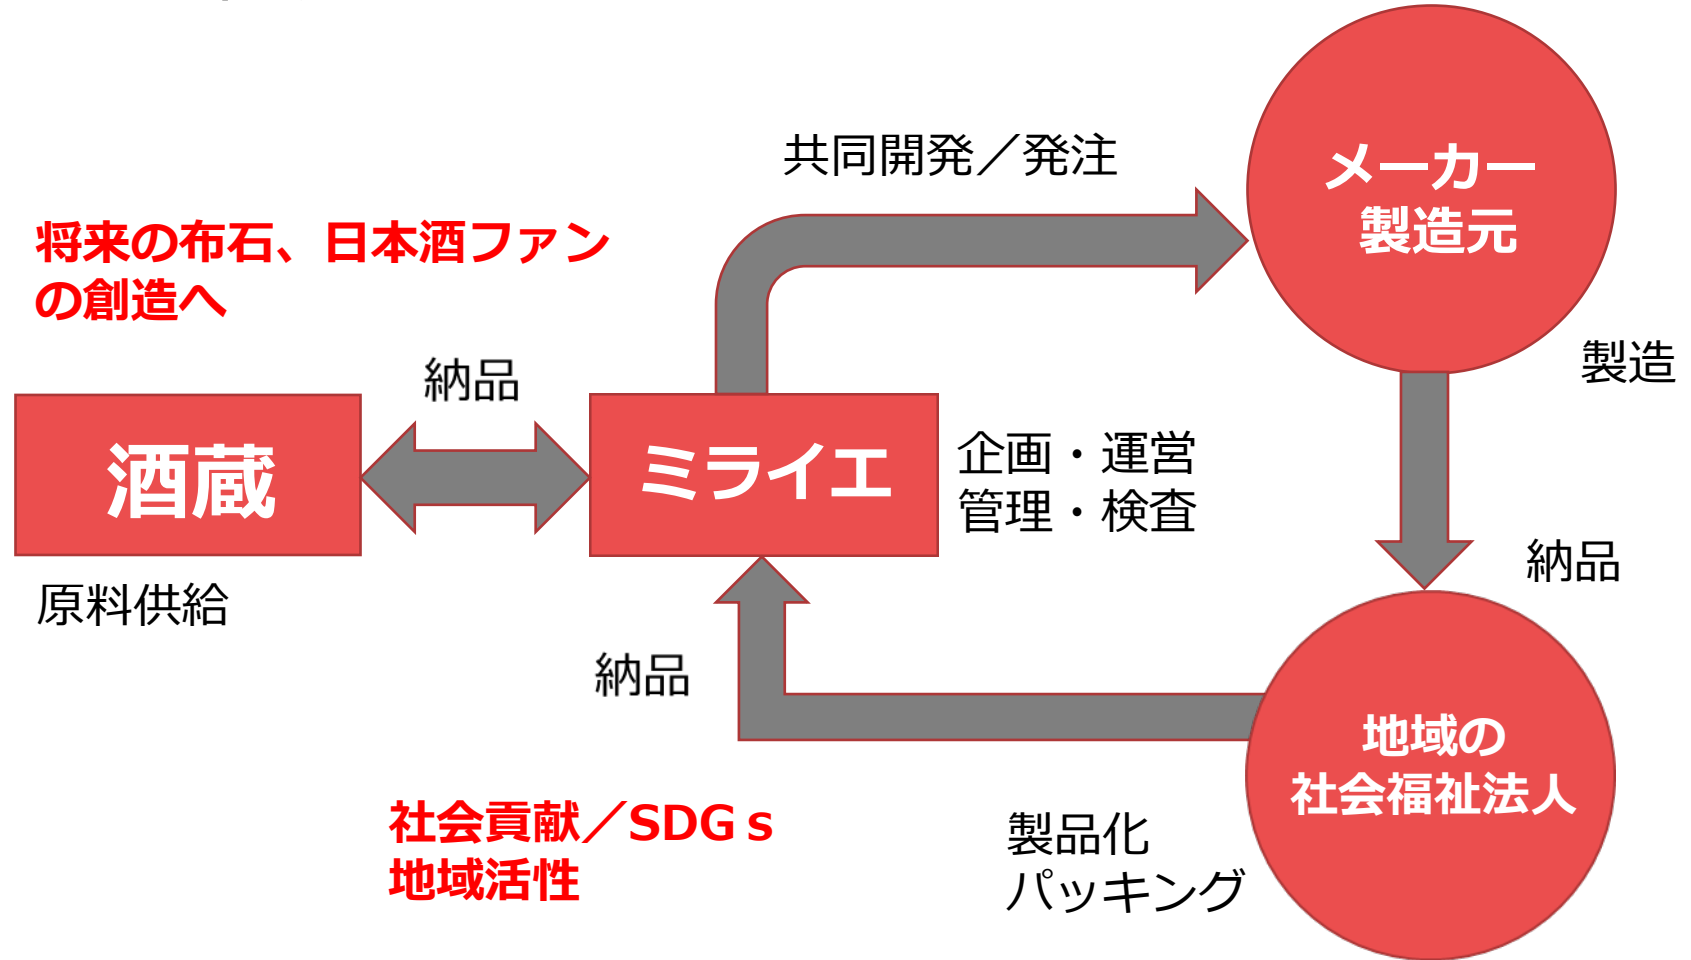 共同開発／発注
メーカー
製造元
将来の布石、日本酒ファン
の創造へ
製造
納品
酒蔵
ミライエ
企画・運営
管理・検査
原料供給
納品
納品
地域の
社会福祉法人
社会貢献／SDGｓ
地域活性
製品化
パッキング